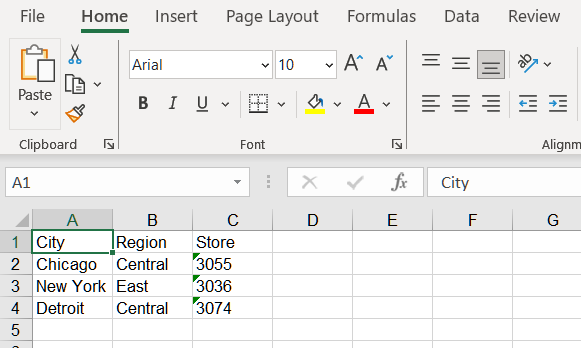 File Home Insert Page Layout Formulas Data Review
Paste
Arial 10 A A
B I U A
Clipboard Font Alignm
A1 fx City
A B C D E F G
1 City Region Store
2 Chicago Central 3055
3 New York East 3036
4 Detroit Central 3074
5